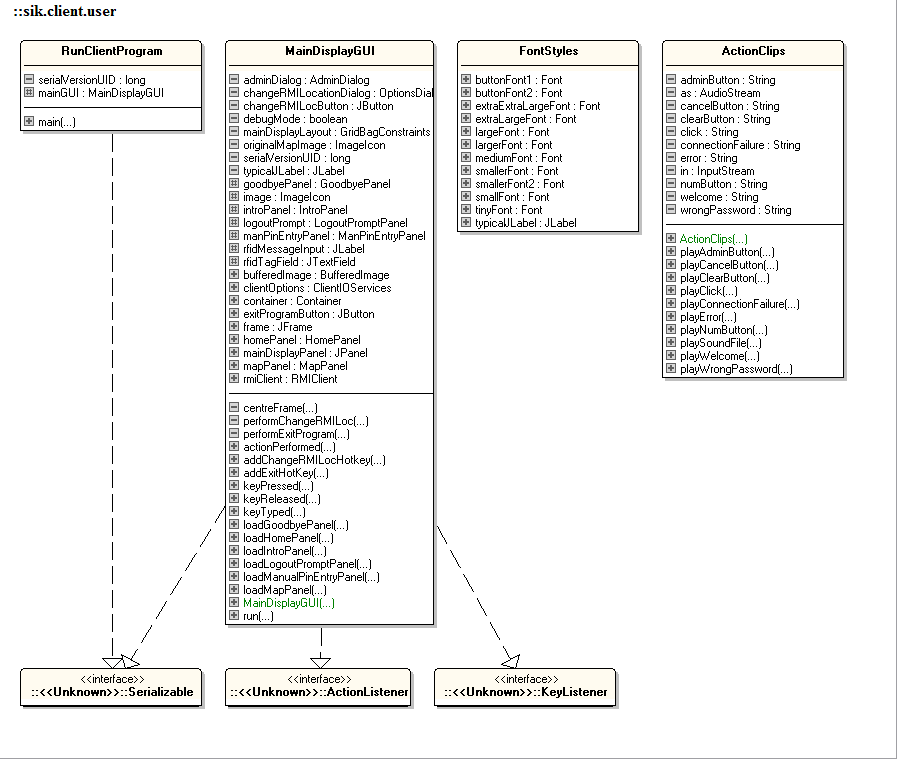 ::sik.client.user
RunClientProgram
serialVersionUID : long
mainGUI : MainDisplayGUI
main(...)
MainDisplayGUI
adminDialog : AdminDialog
changeRMILocationDialog : OptionsDial
changeRMILocButton : JButton
debugMode : boolean
mainDisplayLayout : GridBagConstraints
originalMapImage : ImageIcon
serialVersionUID : long
typicalJLabel : JLabel
goodbyePanel : GoodbyePanel
image : ImageIcon
introPanel : IntroPanel
logoutPrompt : LogoutPromptPanel
manPinEntryPanel : ManPinEntryPanel
rfidMessageInput : JLabel
rfidTagField : JTextField
bufferedImage : BufferedImage
clientOptions : ClientIOServices
container : Container
exitProgramButton : JButton
frame : JFrame
homePanel : HomePanel
mainDisplayPanel : JPanel
mapPanel : MapPanel
rmiClient : RMIClient
centreFrame(...)
performChangeRMILoc(...)
performExitProgram(...)
actionPerformed(...)
addChangeRMILocHotkey(...)
addExitHotKey(...)
keyPressed(...)
keyReleased(...)
keyTyped(...)
loadGoodbyePanel(...)
loadHomePanel(...)
loadIntroPanel(...)
loadLogoutPromptPanel(...)
loadManualPinEntryPanel(...)
loadMapPanel(...)
MainDisplayGUI(...)
run(...)
FontStyles
buttonFont1 : Font
buttonFont2 : Font
extraExtraLargeFont : Font
extraLargeFont : Font
largeFont : Font
largerFont : Font
mediumFont : Font
smallerFont : Font
smallerFont2 : Font
smallFont : Font
tinyFont : Font
typicalJLabel : JLabel
ActionClips
adminButton : String
as : AudioStream
cancelButton : String
clearButton : String
click : String
connectionFailure : String
error : String
in : InputStream
numButton : String
welcome : String
wrongPassword : String
ActionClips(...)
playAdminButton(...)
playCancelButton(...)
playClearButton(...)
playClick(...)
playConnectionFailure(...)
playError(...)
playNumButton(...)
playSoundFile(...)
playWelcome(...)
playWrongPassword(...)
<<interface>>
::<<Unknown>>::Serializable
<<interface>>
::<<Unknown>>::ActionListener
<<interface>>
::<<Unknown>>::KeyListener